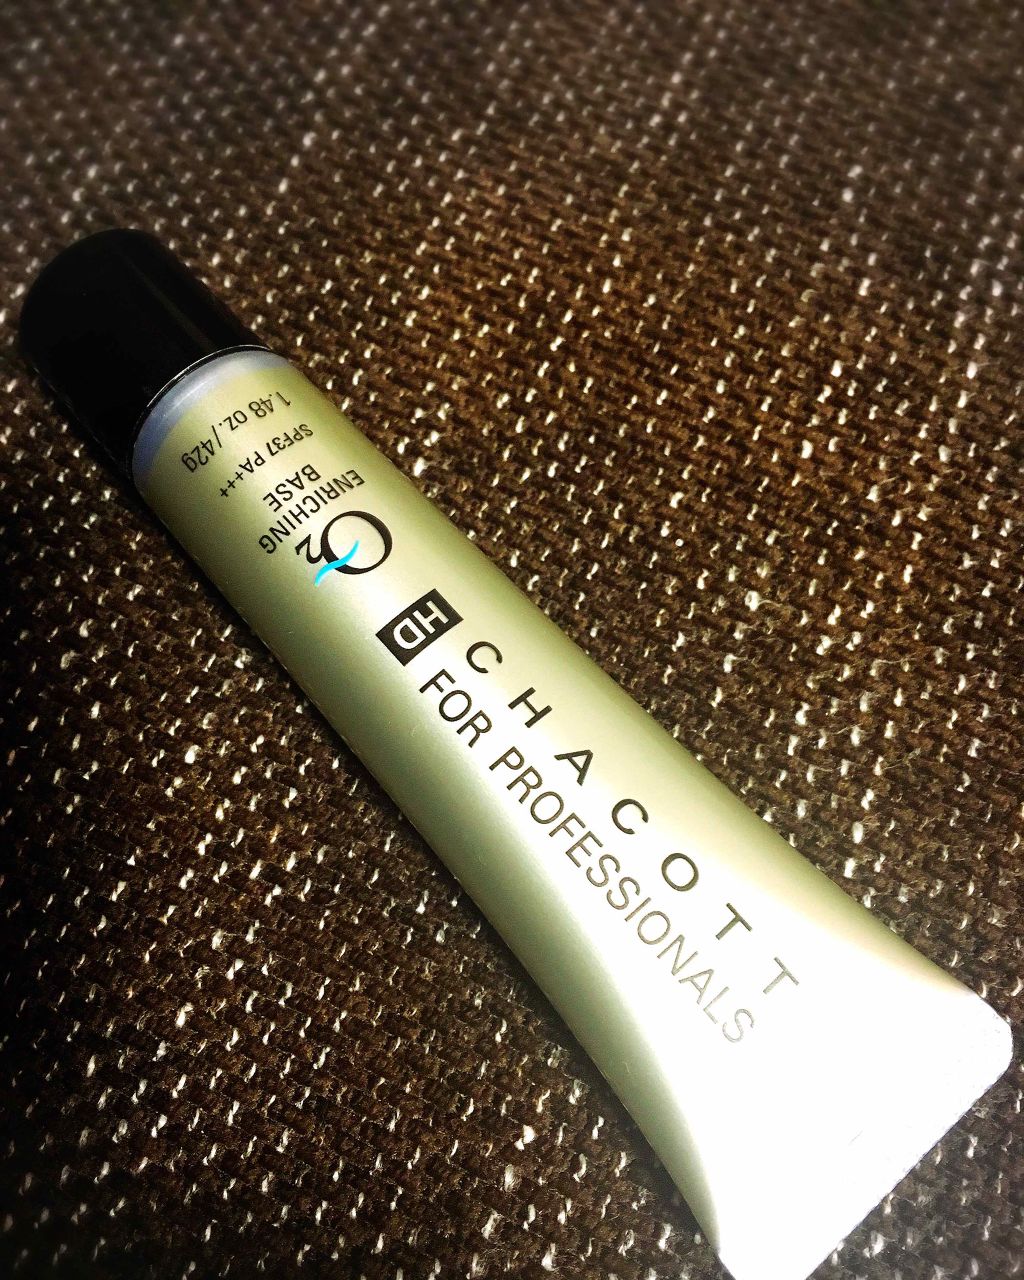 CHACOTT
FOR PROFESSIONALS
HD
O2
ENRICHING
BASE
SPF37 PA+++
1.48 oz./42g